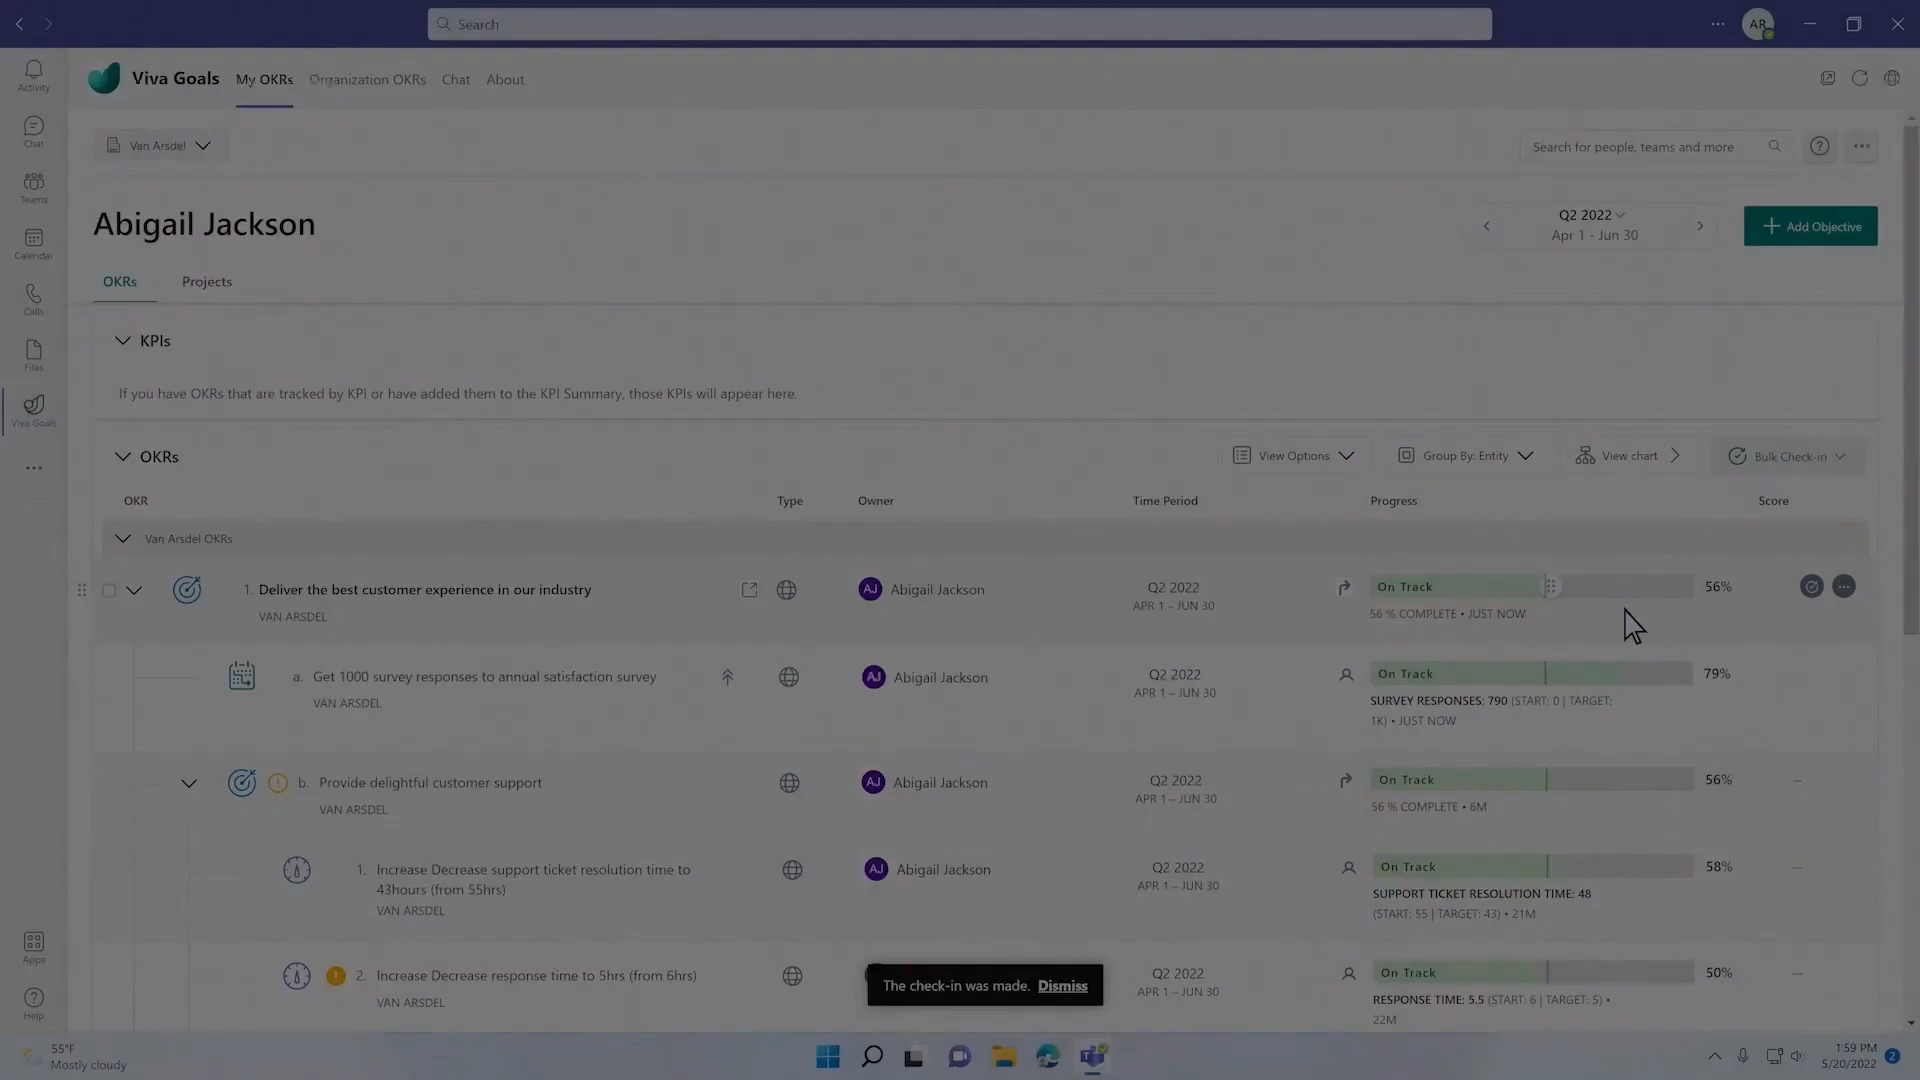 Search
AR
Activity
Chat
Teams
Calendar
Calls
Files
Viva Goals
Apps
Help
Viva Goals
My OKRs
Organization OKRs
Chat
About
Van Arsdel
Search for people, teams and more
Abigail Jackson
Q2 2022
Apr 1 - Jun 30
Add Objective
OKRs
Projects
KPIs
If you have OKRs that are tracked by KPI or have added them to the KPI Summary, those KPIs will appear here.
OKRs
View Options
Group By: Entity
View chart
Bulk Check-in
OKR
Type
Owner
Time Period
Progress
Score
Van Arsdel OKRs
1. Deliver the best customer experience in our industry
VAN ARSDEL
AJ Abigail Jackson
Q2 2022
APR 1 – JUN 30
On Track
56%
56 % COMPLETE • JUST NOW
a. Get 1000 survey responses to annual satisfaction survey
VAN ARSDEL
AJ Abigail Jackson
Q2 2022
APR 1 – JUN 30
On Track
79%
SURVEY RESPONSES: 790 (START: 0 | TARGET:
1K) • JUST NOW
b. Provide delightful customer support
VAN ARSDEL
AJ Abigail Jackson
Q2 2022
APR 1 – JUN 30
On Track
56%
—
56 % COMPLETE • 6M
1. Increase Decrease support ticket resolution time to
43hours (from 55hrs)
VAN ARSDEL
AJ Abigail Jackson
Q2 2022
APR 1 – JUN 30
On Track
58%
—
SUPPORT TICKET RESOLUTION TIME: 48
(START: 55 | TARGET: 43) • 21M
2. Increase Decrease response time to 5hrs (from 6hrs)
VAN ARSDEL
The check-in was made. Dismiss
Q2 2022
APR 1 – JUN 30
On Track
50%
—
RESPONSE TIME: 5.5 (START: 6 | TARGET: 5) •
22M
55°F
Mostly cloudy
1:59 PM
5/20/2022
2